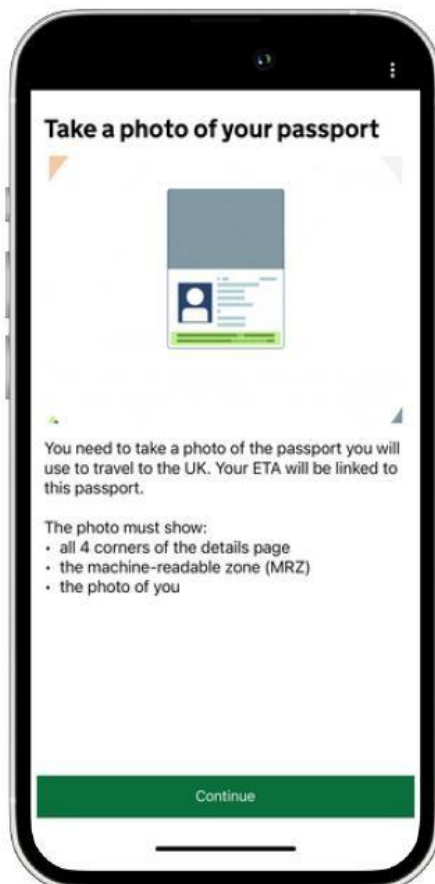 Take a photo of your passport
You need to take a photo of the passport you will
use to travel to the UK. Your ETA will be linked to
this passport.
The photo must show:
• all 4 corners of the details page
• the machine-readable zone (MRZ)
• the photo of you
Continue